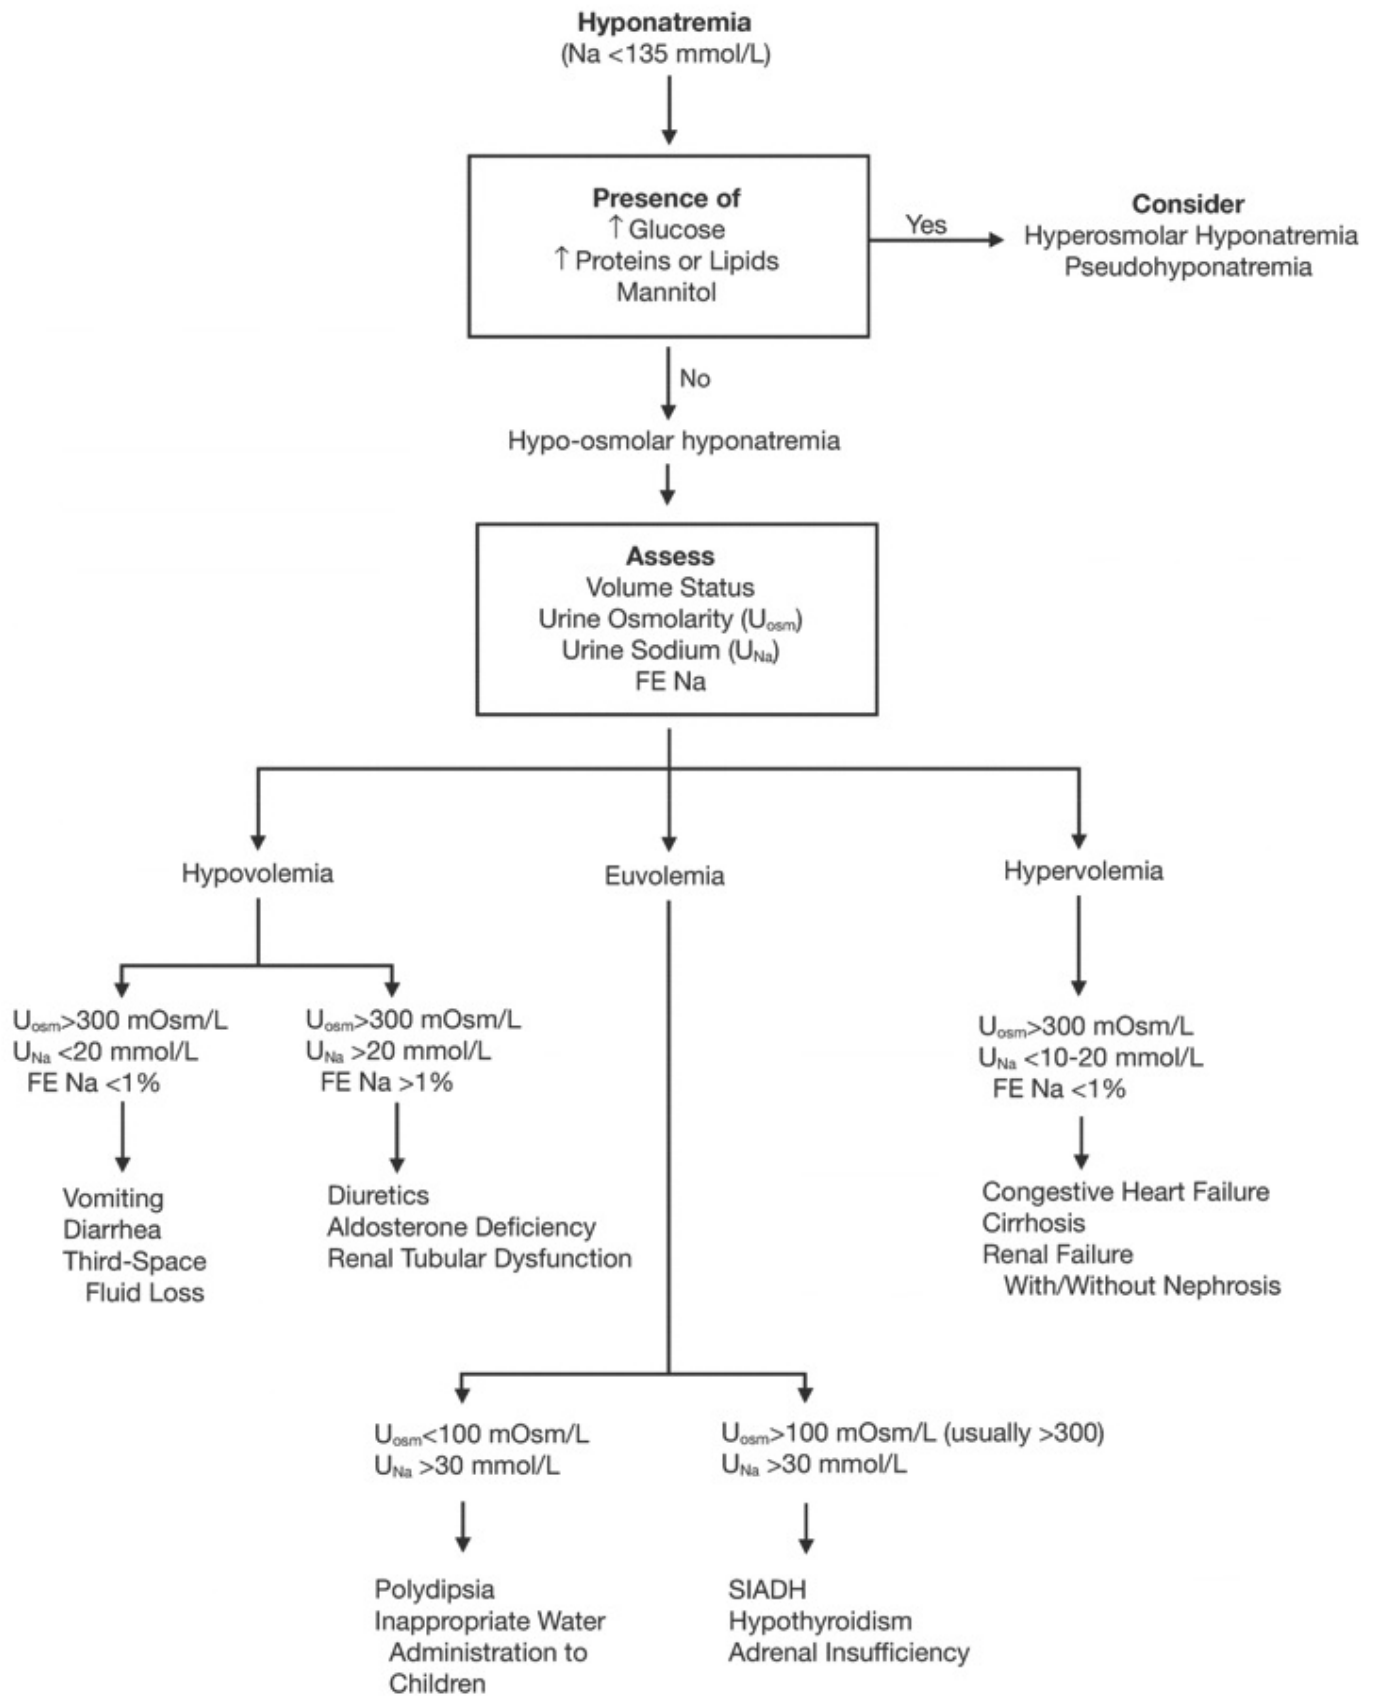 Hyponatremia
(Na <135 mmol/L)
Presence of
↑ Glucose
↑ Proteins or Lipids
Mannitol
Yes
Consider
Hyperosmolar Hyponatremia
Pseudohyponatremia
No
Hypo-osmolar hyponatremia
Assess
Volume Status
Urine Osmolarity (Uosm)
Urine Sodium (UNa)
FE Na
Hypovolemia
Euvolemia
Hypervolemia
Uosm>300 mOsm/L
UNa <20 mmol/L
FE Na <1%
Uosm>300 mOsm/L
UNa >20 mmol/L
FE Na >1%
Uosm>300 mOsm/L
UNa <10-20 mmol/L
FE Na <1%
Vomiting
Diarrhea
Third-Space
Fluid Loss
Diuretics
Aldosterone Deficiency
Renal Tubular Dysfunction
Congestive Heart Failure
Cirrhosis
Renal Failure
With/Without Nephrosis
Uosm<100 mOsm/L
UNa >30 mmol/L
Uosm>100 mOsm/L (usually >300)
UNa >30 mmol/L
Polydipsia
Inappropriate Water
Administration to
Children
SIADH
Hypothyroidism
Adrenal Insufficiency